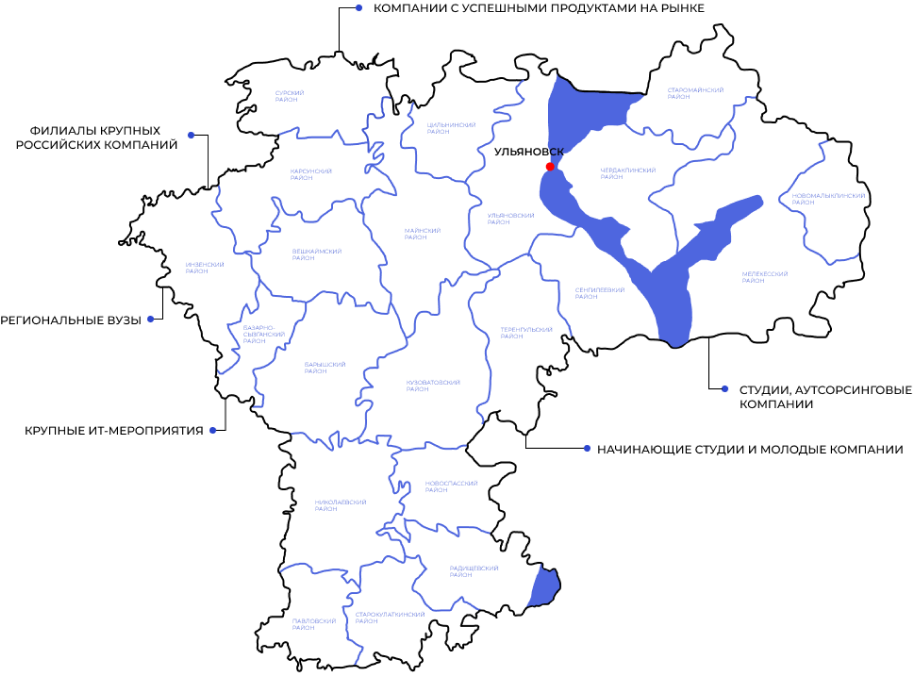 КОМПАНИИ С УСПЕШНЫМИ ПРОДУКТАМИ НА РЫНКЕ
СУРСКИЙ
РАЙОН
СТАРОМАЙНСКИЙ
РАЙОН
ФИЛИАЛЫ КРУПНЫХ
РОССИЙСКИХ КОМПАНИЙ
ЦИЛЬНИНСКИЙ
РАЙОН
УЛЬЯНОВСК
КАРСУНСКИЙ
РАЙОН
ЧЕРДАКЛИНСКИЙ
РАЙОН
НОВОМАЛЫКЛИНСКИЙ
РАЙОН
УЛЬЯНОВСКИЙ
РАЙОН
МАЙНСКИЙ
РАЙОН
ВЕШКАЙМСКИЙ
РАЙОН
ИНЗЕНСКИЙ
РАЙОН
МЕЛЕКЕССКИЙ
РАЙОН
СЕНГИЛЕЕВСКИЙ
РАЙОН
РЕГИОНАЛЬНЫЕ ВУЗЫ
БАЗАРНО-
СЫЗГАНСКИЙ
РАЙОН
ТЕРЕНЬГУЛЬСКИЙ
РАЙОН
БАРЫШСКИЙ
РАЙОН
КУЗОВАТОВСКИЙ
РАЙОН
СТУДИИ, АУТСОРСИНГОВЫЕ
КОМПАНИИ
КРУПНЫЕ ИТ-МЕРОПРИЯТИЯ
НАЧИНАЮЩИЕ СТУДИИ И МОЛОДЫЕ КОМПАНИИ
НОВОСПАССКИЙ
РАЙОН
НИКОЛАЕВСКИЙ
РАЙОН
РАДИЩЕВСКИЙ
РАЙОН
ПАВЛОВСКИЙ
РАЙОН
СТАРОКУЛАТКИНСКИЙ
РАЙОН